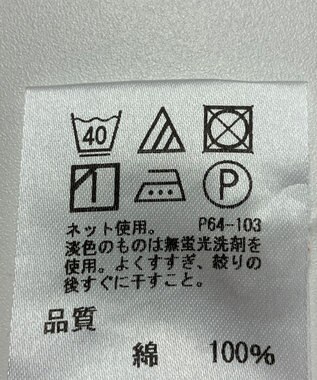 40
P
ネット使用。 P64-103
淡色のものは無蛍光洗剤を
使用。よくすすぎ、絞りの
後すぐに干すこと。
品質
綿 100%